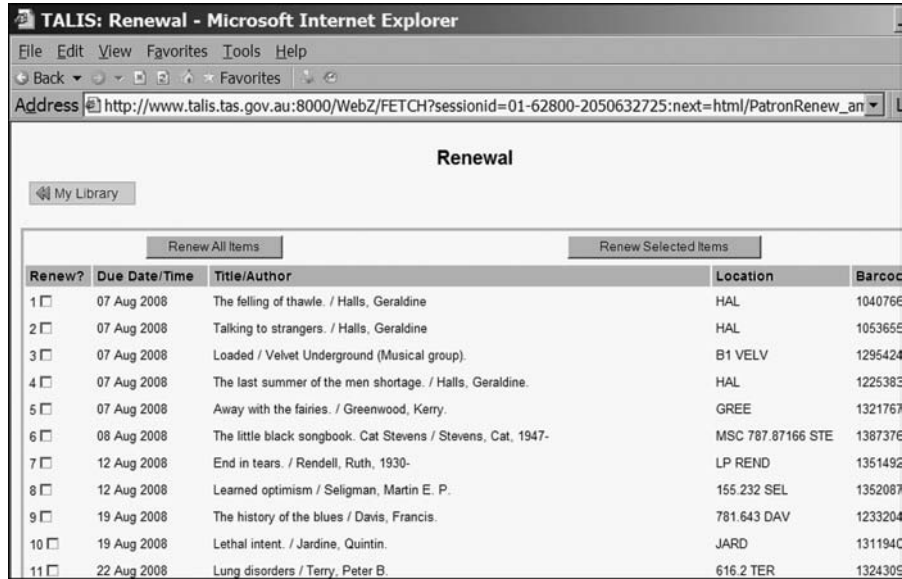 TALIS: Renewal - Microsoft Internet Explorer
File Edit View Favorites Tools Help
Back Favorites
Address http://www.talis.tas.gov.au:8000/WebZ/FETCH?sessionid=01-62800-2050632725:next=html/PatronRenew_an L
Renewal
My Library
Renew All Items Renew Selected Items
Renew? Due Date/Time Title/Author Location Barcoc
1 07 Aug 2008 The felling of thawle. / Halls, Geraldine HAL 1040766
2 07 Aug 2008 Talking to strangers. / Halls, Geraldine HAL 1053655
3 07 Aug 2008 Loaded / Velvet Underground (Musical group). B1 VELV 1295424
4 07 Aug 2008 The last summer of the men shortage. / Halls, Geraldine. HAL 1225383
5 07 Aug 2008 Away with the fairies. / Greenwood, Kerry. GREE 1321767
6 08 Aug 2008 The little black songbook. Cat Stevens / Stevens, Cat, 1947- MSC 787.87166 STE 1387376
7 12 Aug 2008 End in tears. / Rendell, Ruth, 1930- LP REND 1351492
8 12 Aug 2008 Learned optimism / Seligman, Martin E. P. 155.232 SEL 1352087
9 19 Aug 2008 The history of the blues / Davis, Francis. 781.643 DAV 1233204
10 19 Aug 2008 Lethal intent. / Jardine, Quintin. JARD 131194
11 22 Aug 2008 Lung disorders / Terry, Peter B. 616.2 TER 1324309